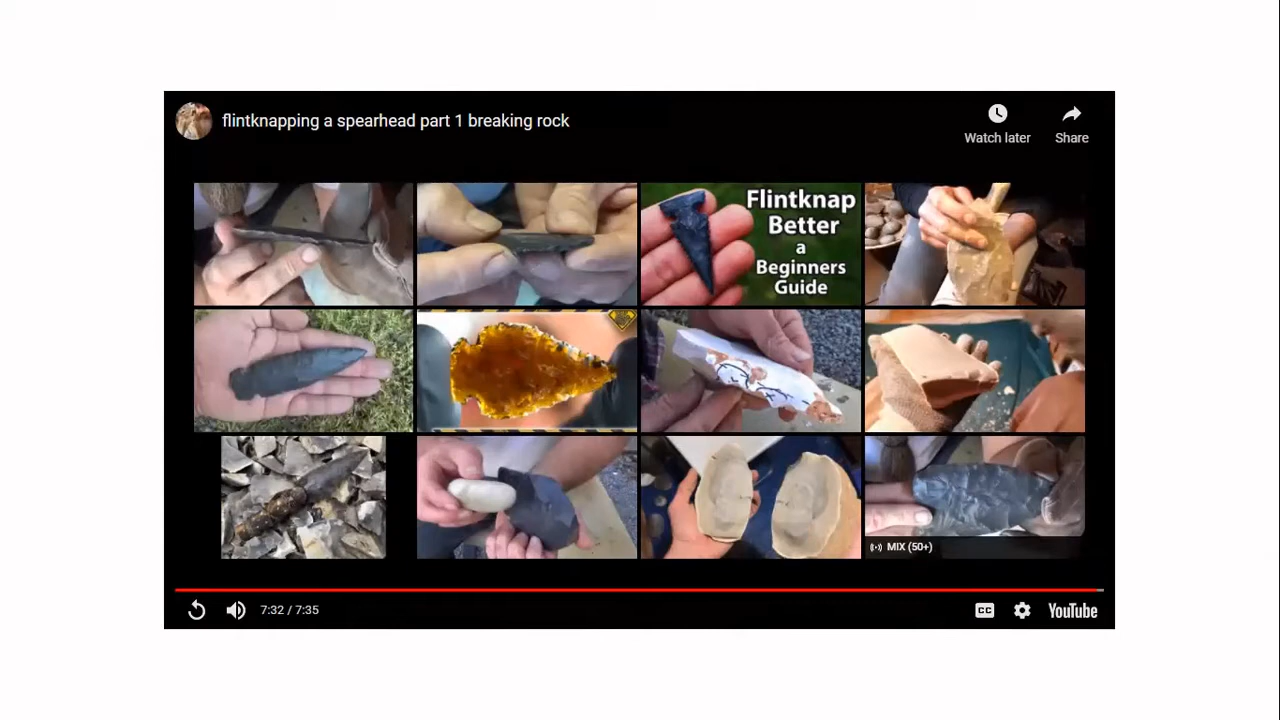 flintknapping a spearhead part 1 breaking rock
Watch later
Share
Flintknap
Better
a
Beginners
Guide
MIX (50+)
7:32 / 7:35
CC
YouTube